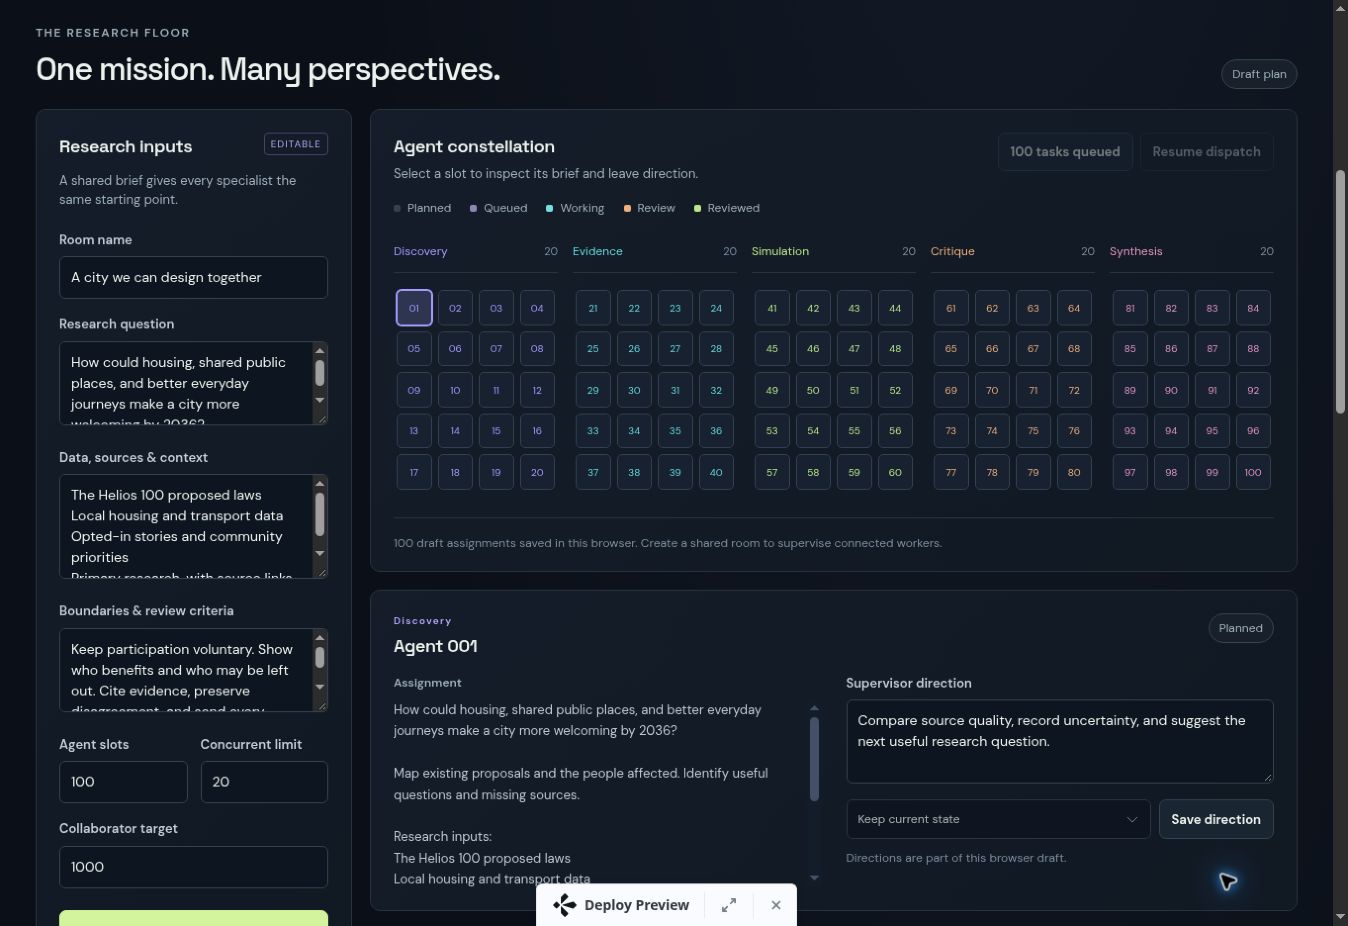 THE RESEARCH FLOOR
One mission. Many perspectives.
Draft plan
Research inputs
EDITABLE
A shared brief gives every specialist the
same starting point.
Room name
A city we can design together
Research question
How could housing, shared public
places, and better everyday
journeys make a city more
welcoming by 2036?
Data, sources & context
The Helios 100 proposed laws
Local housing and transport data
Opted-in stories and community
priorities
Primary research, with source links
Boundaries & review criteria
Keep participation voluntary. Show
who benefits and who may be left
out. Cite evidence, preserve
disagreement, and send every
Agent slots
Concurrent limit
100
20
Collaborator target
1000
Agent constellation
100 tasks queued
Resume dispatch
Select a slot to inspect its brief and leave direction.
Planned Queued Working Review Reviewed
Discovery 20 Evidence 20 Simulation 20 Critique 20 Synthesis 20
01 02 03 04 21 22 23 24 41 42 43 44 61 62 63 64 81 82 83 84
05 06 07 08 25 26 27 28 45 46 47 48 65 66 67 68 85 86 87 88
09 10 11 12 29 30 31 32 49 50 51 52 69 70 71 72 89 90 91 92
13 14 15 16 33 34 35 36 53 54 55 56 73 74 75 76 93 94 95 96
17 18 19 20 37 38 39 40 57 58 59 60 77 78 79 80 97 98 99 100
100 draft assignments saved in this browser. Create a shared room to supervise connected workers.
Discovery
Agent 001
Planned
Assignment
How could housing, shared public places, and better everyday
journeys make a city more welcoming by 2036?
Map existing proposals and the people affected. Identify useful
questions and missing sources.
Research inputs:
The Helios 100 proposed laws
Local housing and transport data
Supervisor direction
Compare source quality, record uncertainty, and suggest the
next useful research question.
Keep current state
Save direction
Directions are part of this browser draft.
Deploy Preview